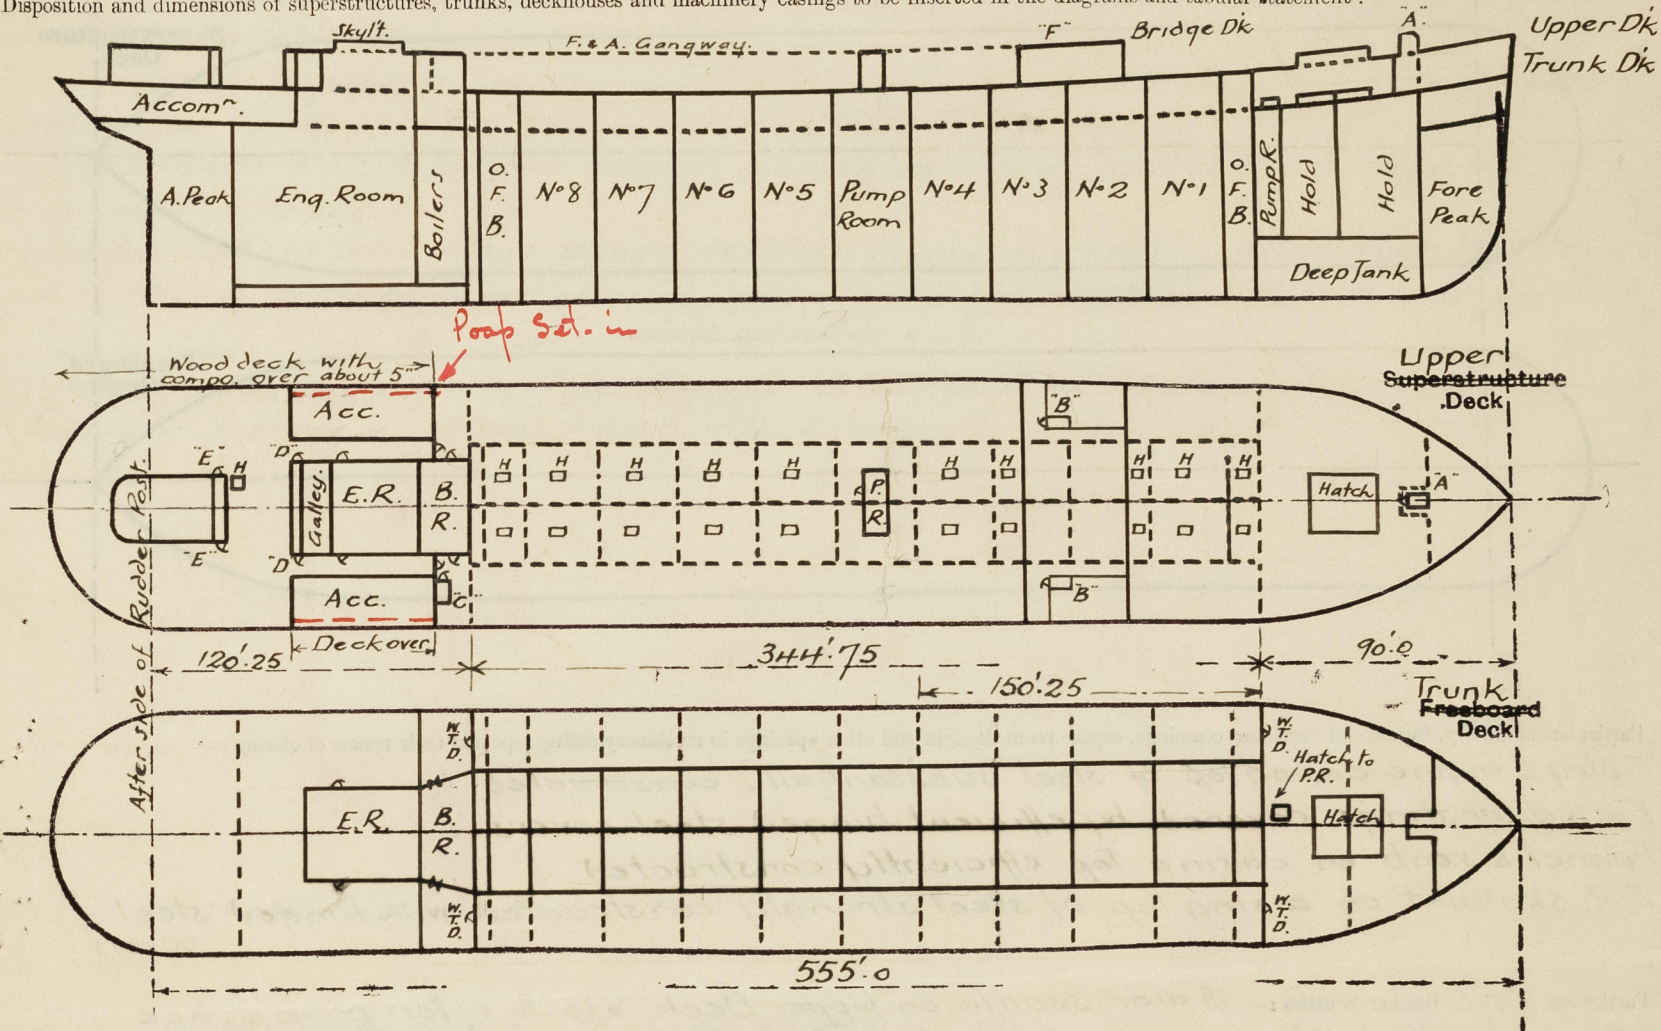 Disposition and dimensions of superstructures, trunks, deckhouses and machinery casings to be inserted in the diagrams and tabular statement:
Skylt.
F. & A. Gangway.
"F"
Bridge Dk
"A".
Upper Dk
Trunk Dk
Accomn.
A. Peak
Eng. Room
Boilers
O.
F.
B.
No 8
No 7
No 6
No 5
Pump
Room
No 4
No 3
No 2
No 1
O.
F.
B.
Pump R.
Hold
Hold
Fore
Peak
Deep Tank
Poop Set-in
Wood deck with
compo. over about 5"
Upper
Superstructure
Deck
Acc.
"B"
"E"
H
"D"
Galley.
E.R.
B.
R.
H
H
H
H
H
P.
R.
H
H
H
H
H
Hatch
"A"
"E"
"D"
Acc.
"C"
"B"
After side of Rudder Post.
Deck over
120'.25
344'.75
90'.0
150'.25
Trunk
Freeboard
Deck
W.
T.
D.
W.
T.
D.
Hatch to
P.R.
E.R.
B.
R.
Hatch
W.
T.
D.
W.
T.
D.
555'.0